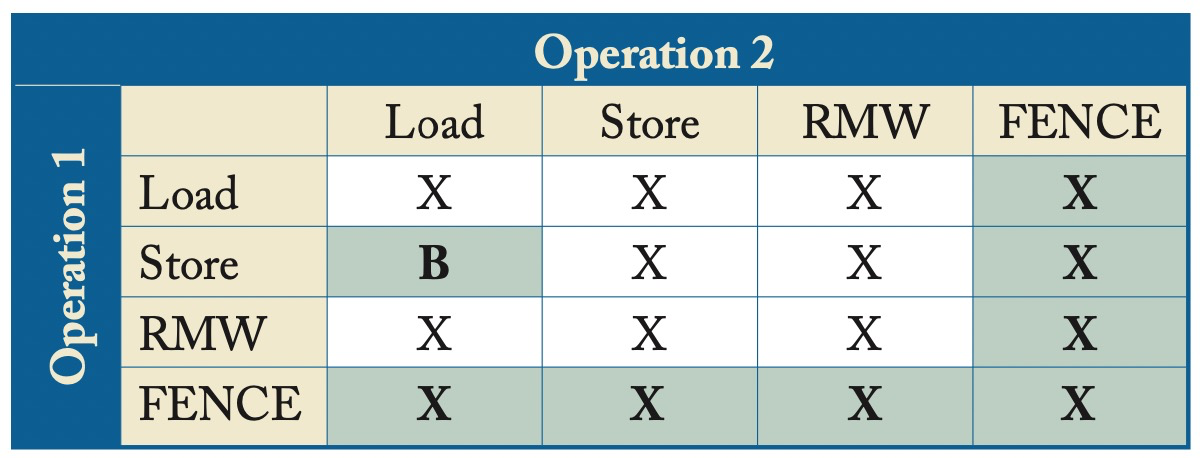 Operation 2
Operation 1
Load Store RMW FENCE
Load X X X X
Store B X X X
RMW X X X X
FENCE X X X X